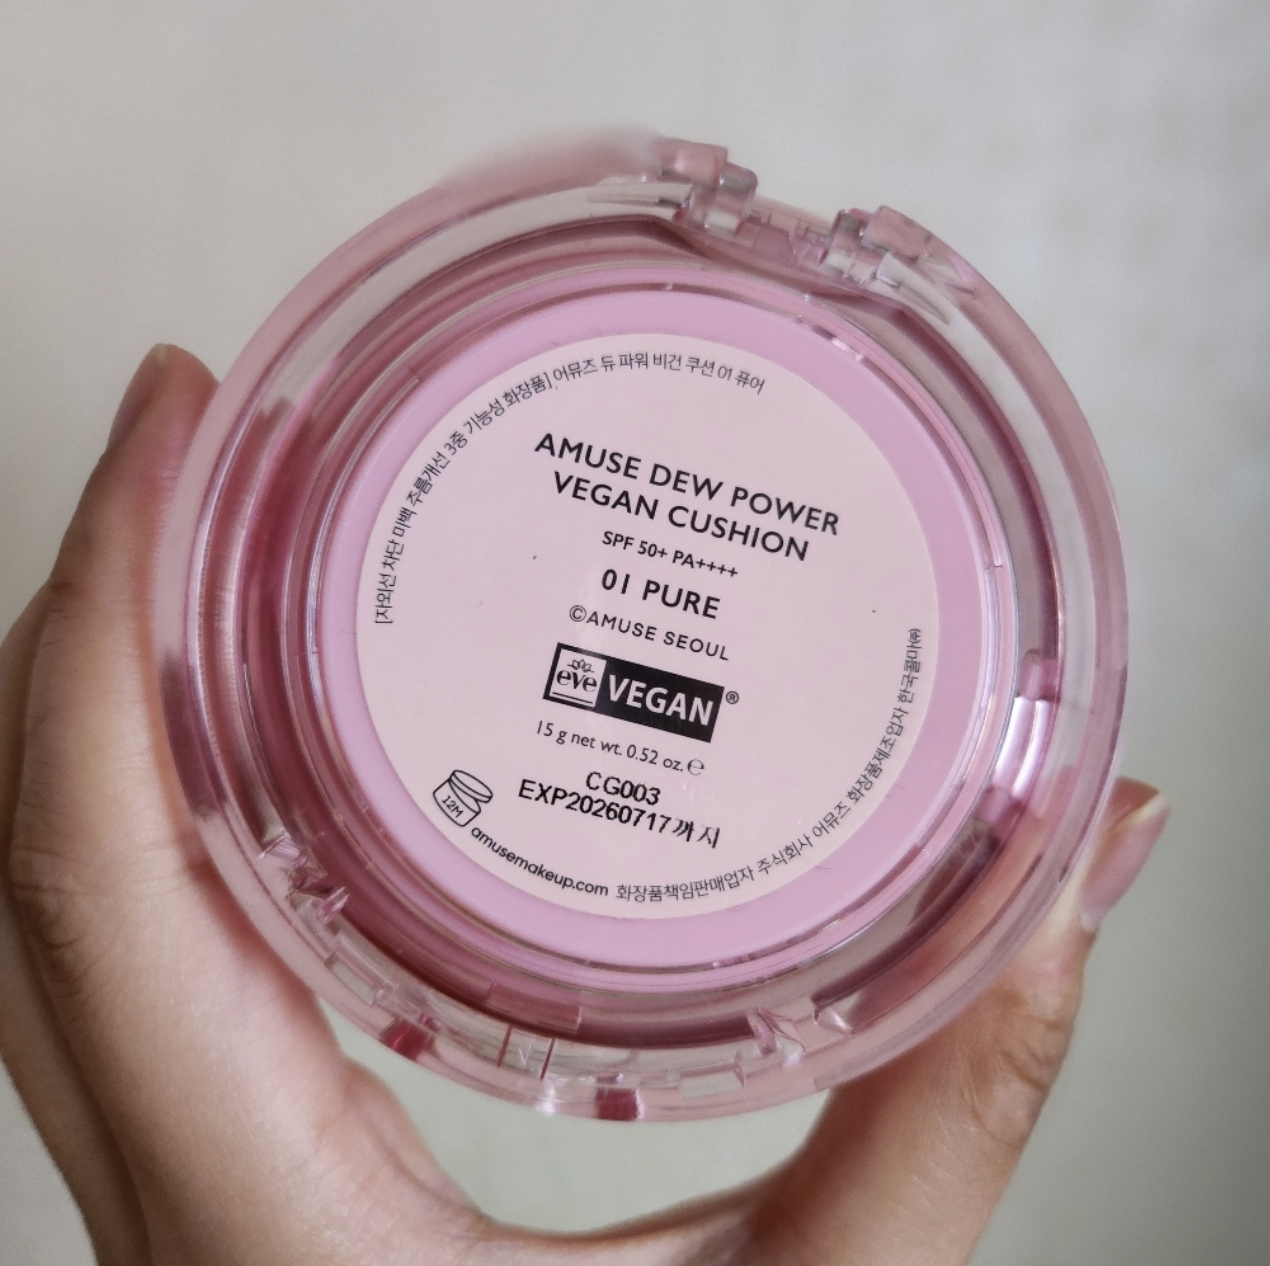 [자외선 차단 미백 주름개선 3중 기능성 화장품] 어뮤즈 듀 파워 비건 쿠션 01 퓨어
AMUSE DEW POWER
VEGAN CUSHION
SPF 50+ PA++++
01 PURE
©AMUSE SEOUL
eve VEGAN®
15 g net wt. 0.52 oz. ℮
CG003
EXP20260717까지
12M
amusemakeup.com 화장품책임판매업자 주식회사 어뮤즈 화장품제조업자 한국콜마㈜